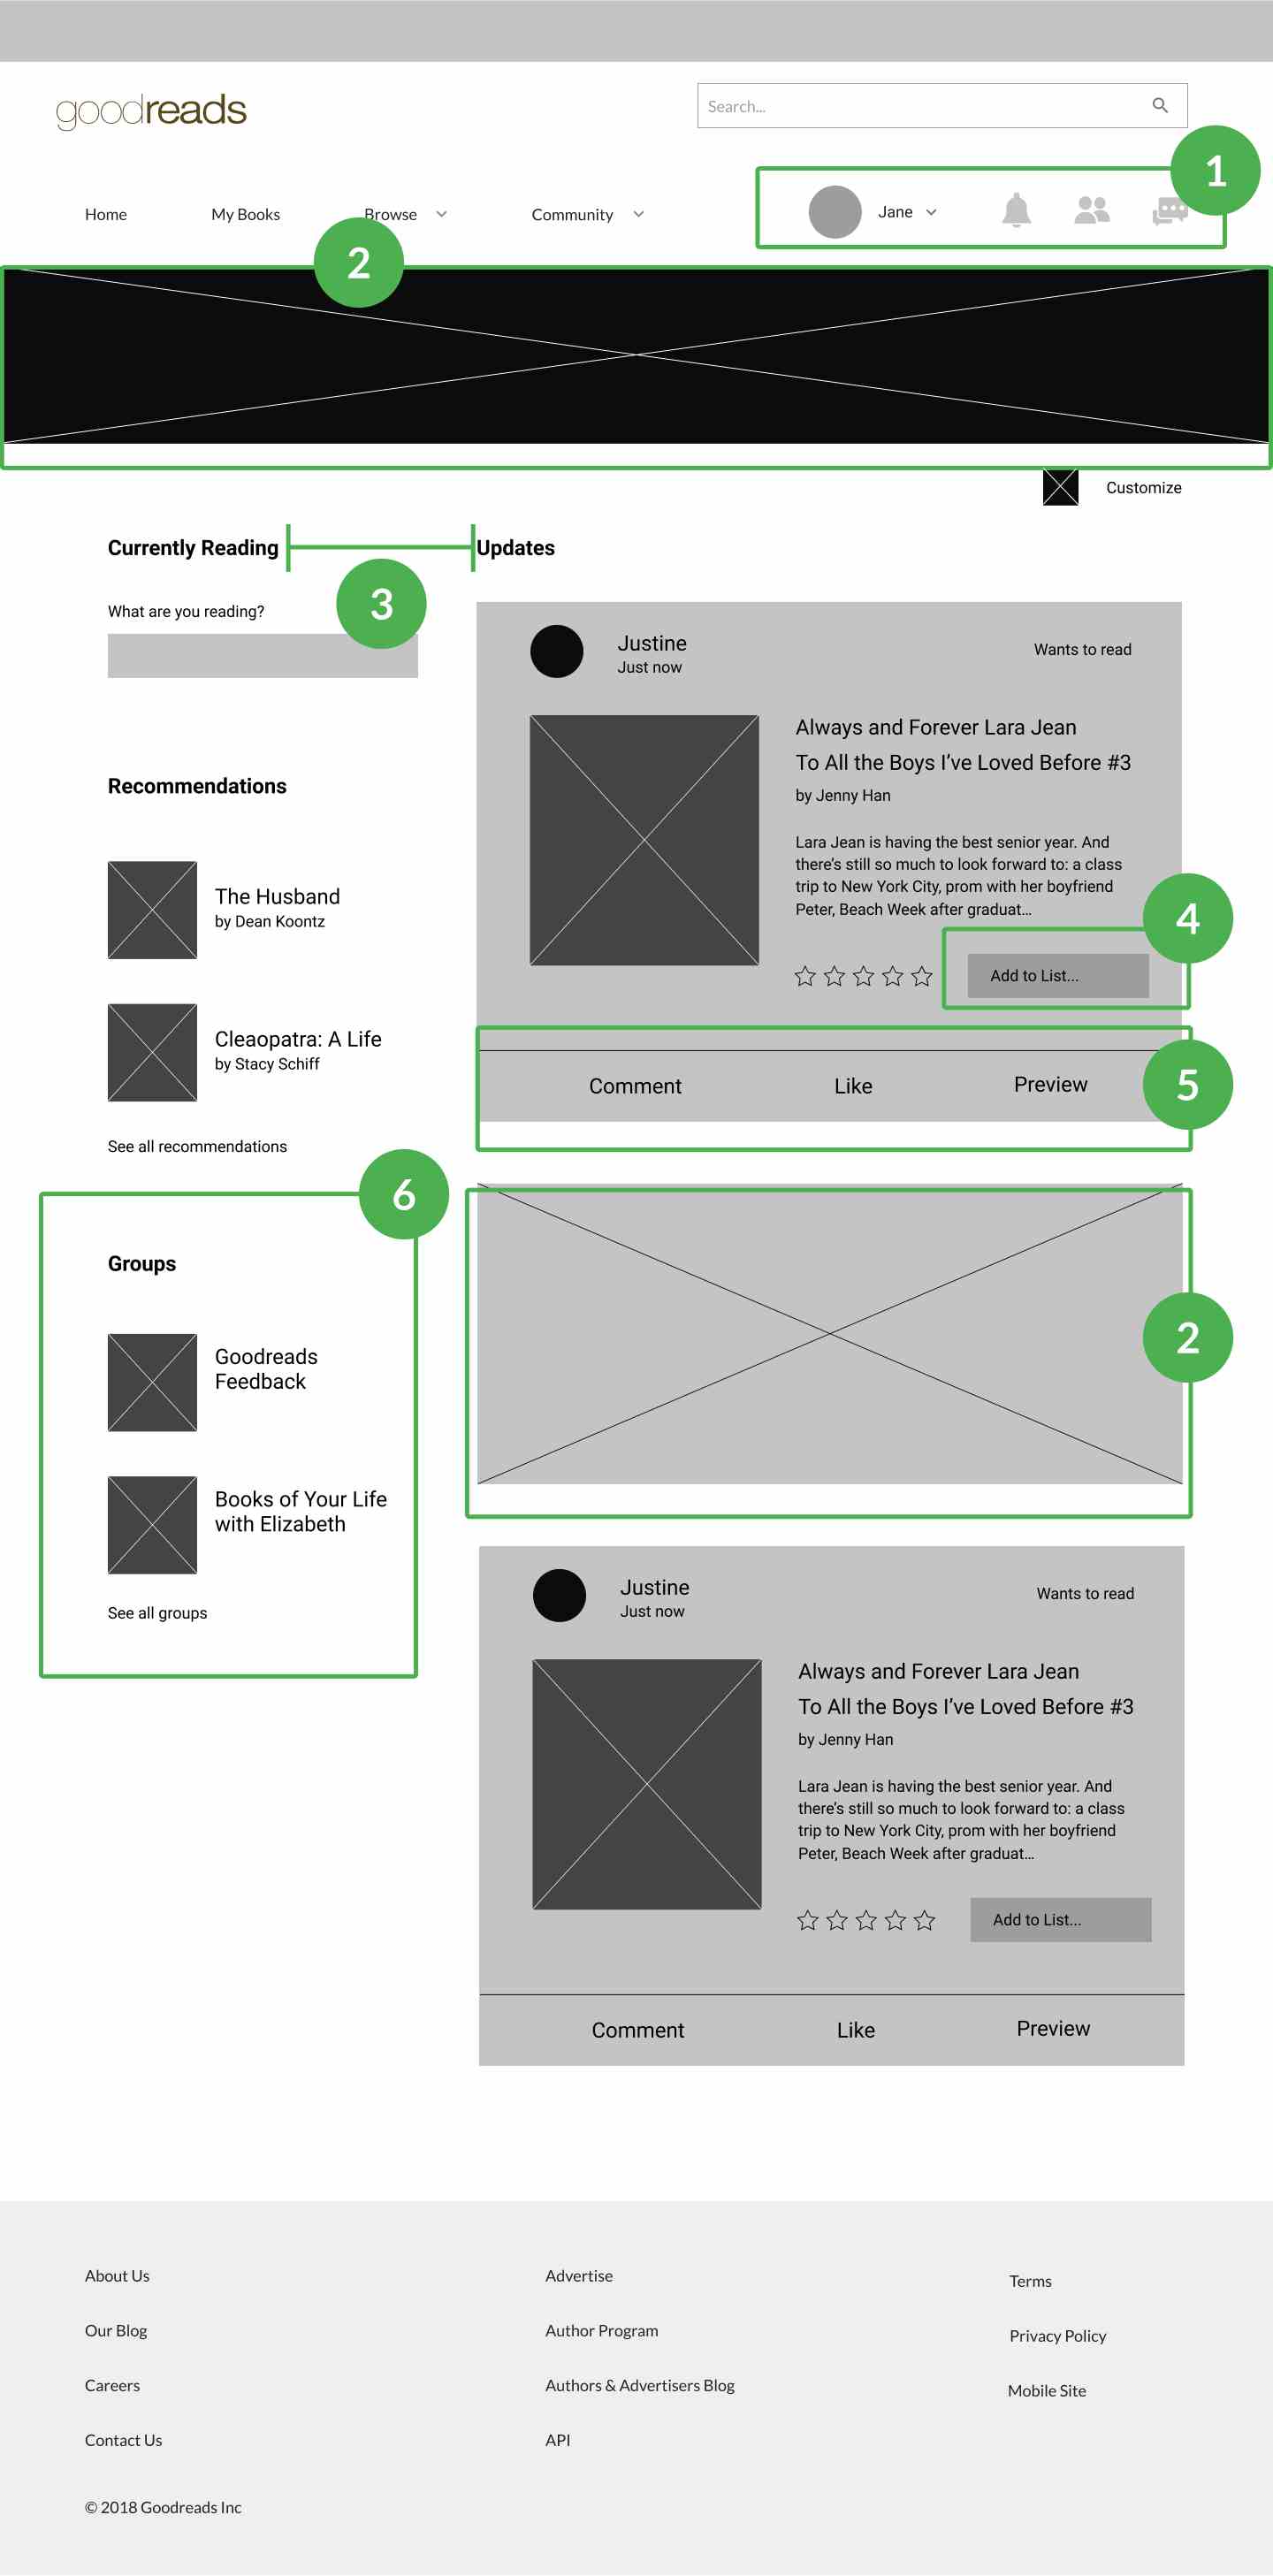 goodreads
Search...
1
Home
My Books
Browse
Community
Jane
2
Customize
Currently Reading
Updates
3
What are you reading?
Justine
Just now
Wants to read
Always and Forever Lara Jean
To All the Boys I've Loved Before #3
by Jenny Han
Lara Jean is having the best senior year. And
there's still so much to look forward to: a class
trip to New York City, prom with her boyfriend
Peter, Beach Week after graduat...
4
Add to List...
5
Comment
Like
Preview
Recommendations
The Husband
by Dean Koontz
Cleaopatra: A Life
by Stacy Schiff
See all recommendations
6
Groups
Goodreads
Feedback
Books of Your Life
with Elizabeth
See all groups
2
Justine
Just now
Wants to read
Always and Forever Lara Jean
To All the Boys I've Loved Before #3
by Jenny Han
Lara Jean is having the best senior year. And
there's still so much to look forward to: a class
trip to New York City, prom with her boyfriend
Peter, Beach Week after graduat...
Add to List...
Comment
Like
Preview
About Us
Our Blog
Careers
Contact Us
© 2018 Goodreads Inc
Advertise
Author Program
Authors & Advertisers Blog
API
Terms
Privacy Policy
Mobile Site